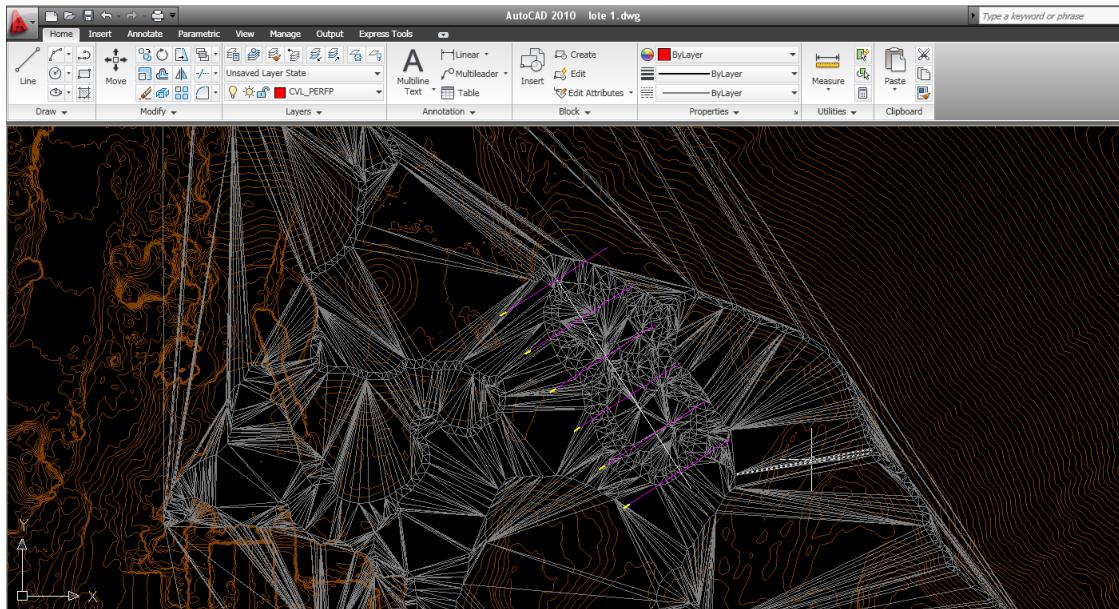 AutoCAD 2010 lote 1.dwg
Type a keyword or phrase
Home Insert Annotate Parametric View Manage Output Express Tools
Line
Move
Unsaved Layer State
CVL_PERFP
Multiline Text
Linear
Multileader
Table
Insert
Create
Edit
Edit Attributes
ByLayer
ByLayer
ByLayer
Measure
Paste
Draw Modify Layers Annotation Block Properties Utilities Clipboard
Y
X